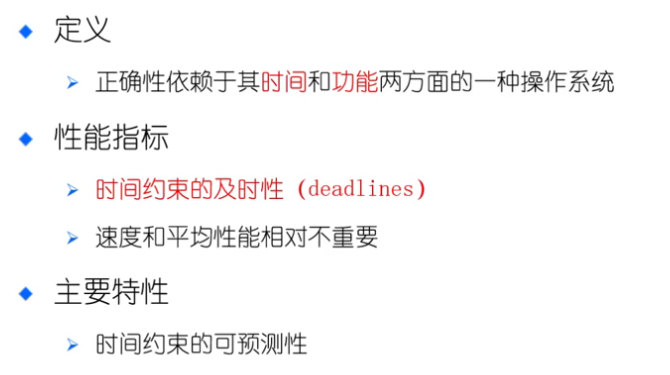 定义
正确性依赖于其时间和功能两方面的一种操作系统
性能指标
时间约束的及时性（deadlines）
速度和平均性能相对不重要
主要特性
时间约束的可预测性